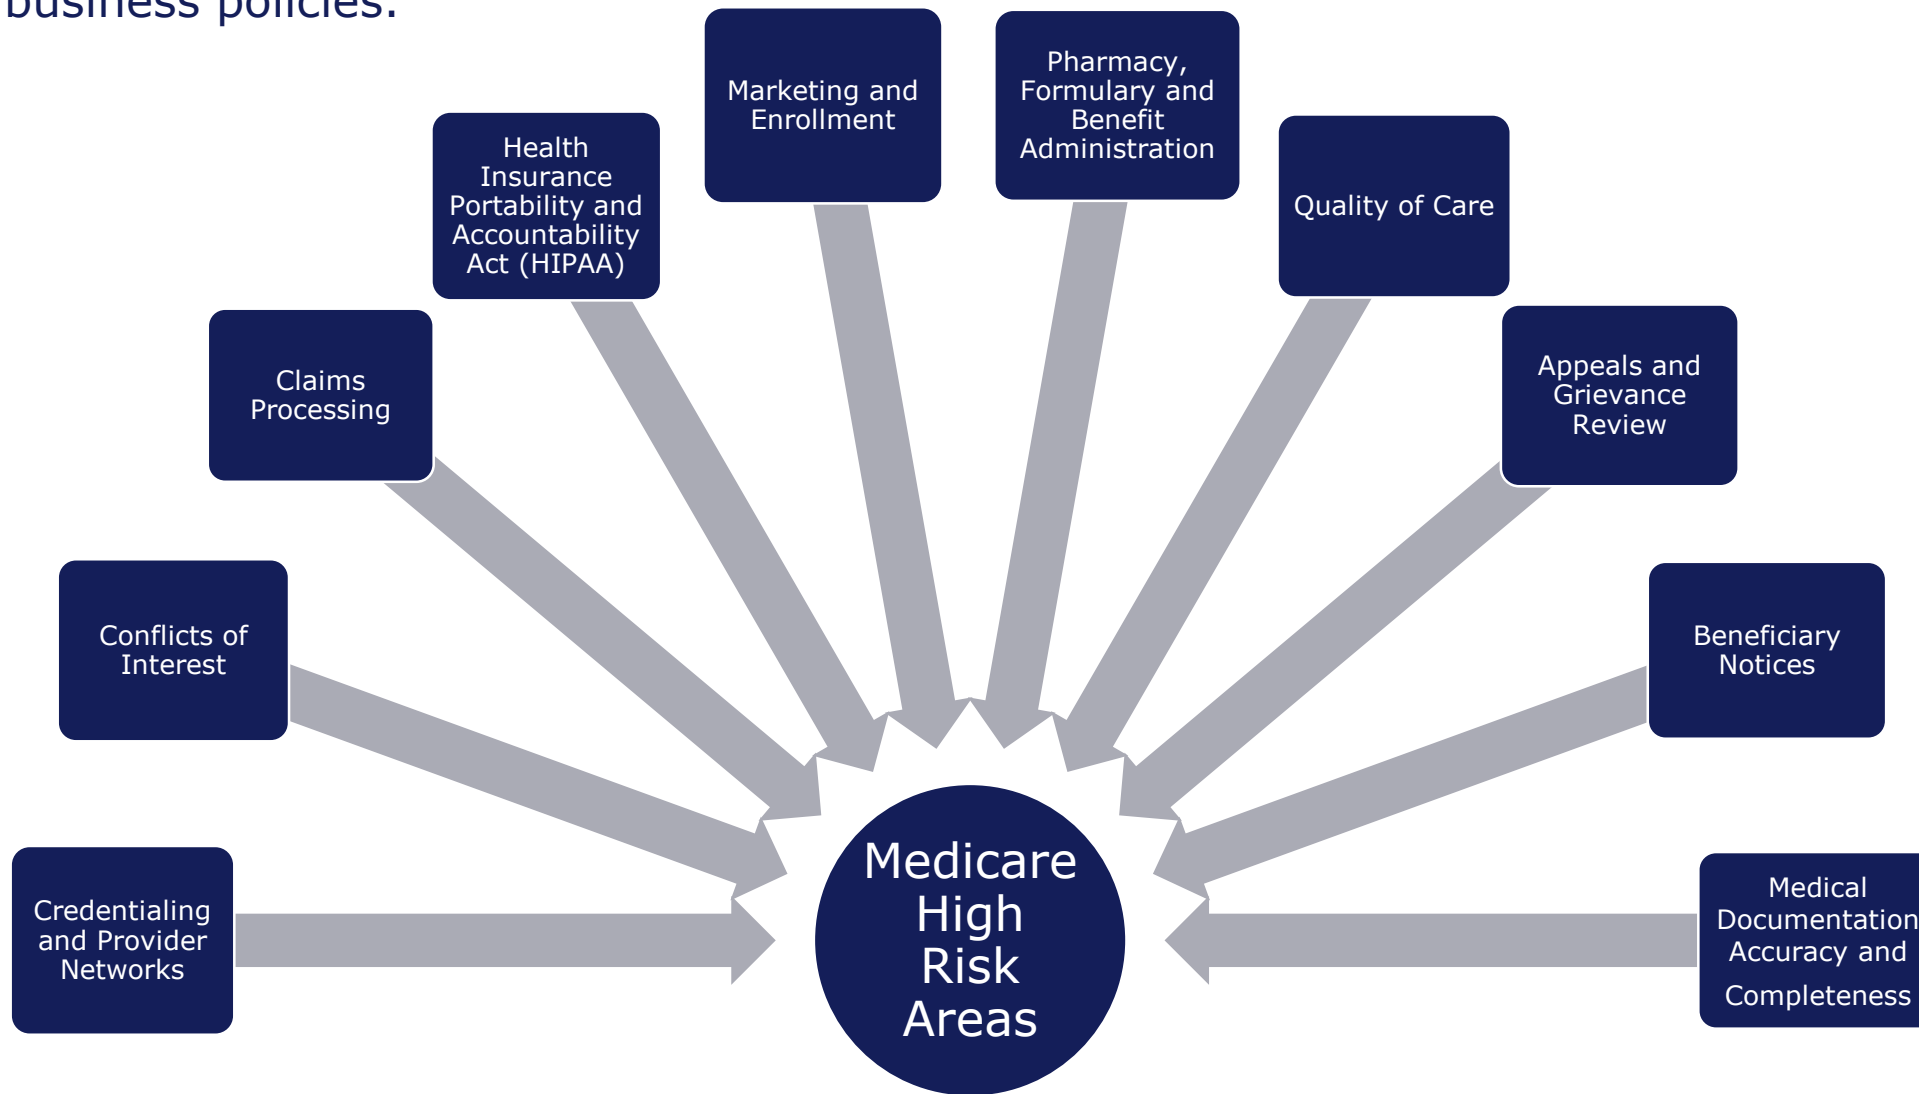 business policies.
Marketing and
Enrollment
Pharmacy,
Formulary and
Benefit
Administration
Health
Insurance
Portability and
Accountability
Act (HIPAA)
Quality of Care
Claims
Processing
Appeals and
Grievance
Review
Conflicts of
Interest
Beneficiary
Notices
Credentialing
and Provider
Networks
Medicare
High
Risk
Areas
Medical
Documentation
Accuracy and
Completeness